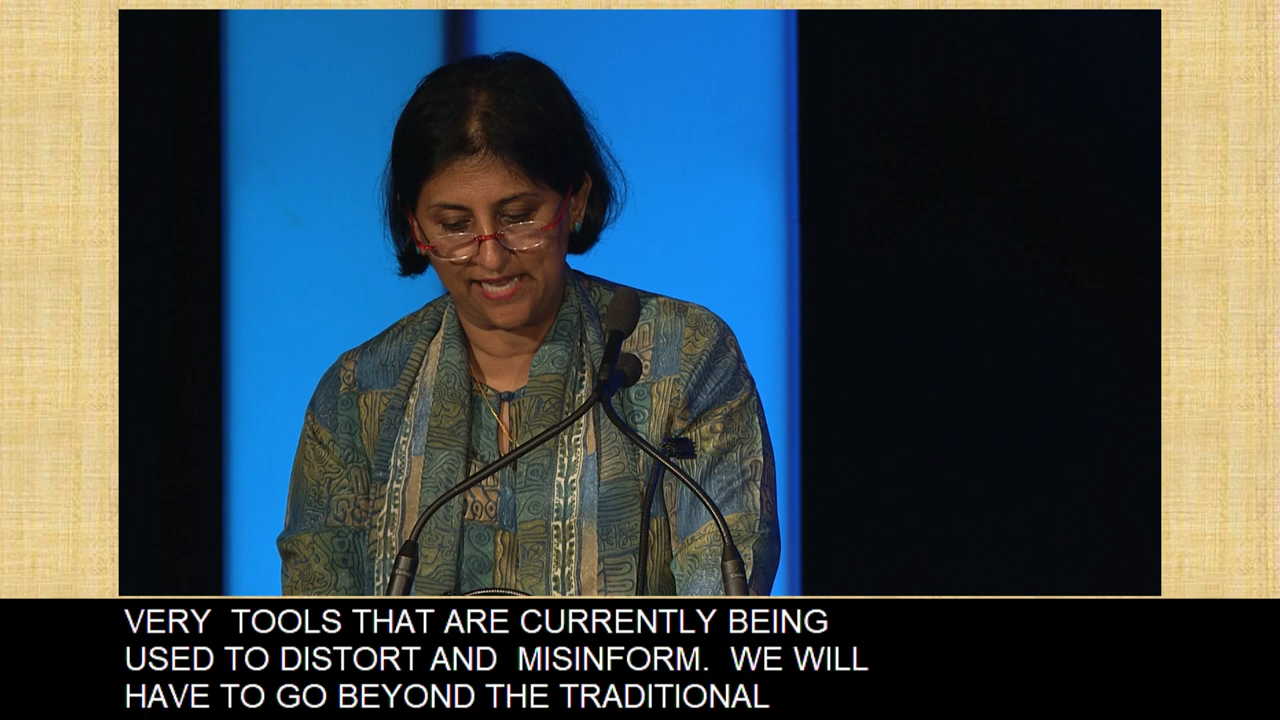 VERY  TOOLS THAT ARE CURRENTLY BEING
USED TO DISTORT AND  MISINFORM.  WE WILL
HAVE TO GO BEYOND THE TRADITIONAL